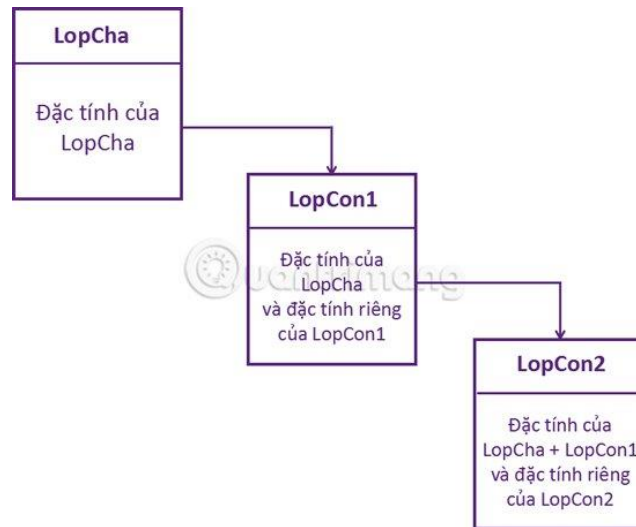 LopCha
Đặc tính của
LopCha
LopCon1
Đặc tính của
LopCha
và đặc tính riêng
của LopCon1
Quantrimang
LopCon2
Đặc tính của
LopCha + LopCon1
và đặc tính riêng
của LopCon2